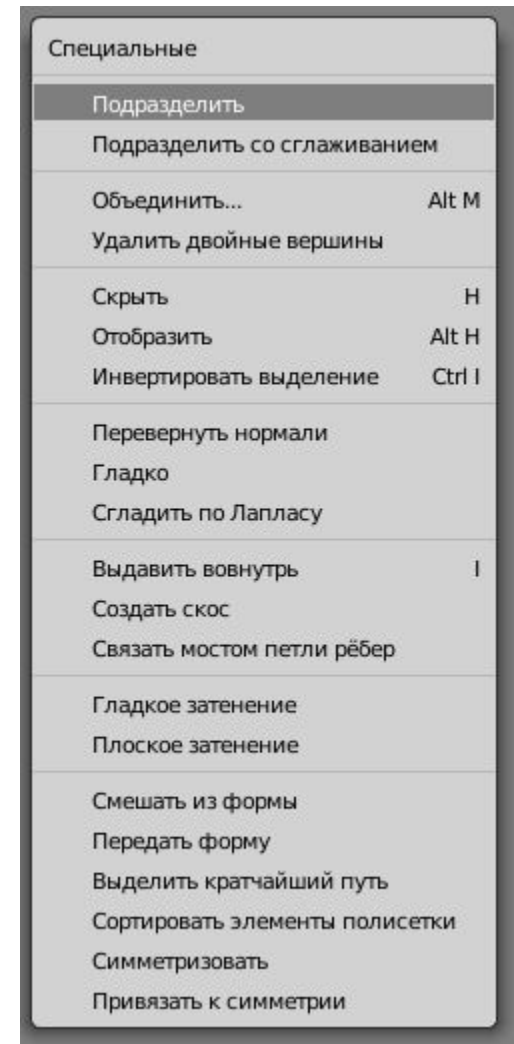 Специальные
Подразделить
Подразделить со сглаживанием
Объединить... Alt M
Удалить двойные вершины
Скрыть H
Отобразить Alt H
Инвертировать выделение Ctrl I
Перевернуть нормали
Гладко
Сгладить по Лапласу
Выдавить вовнутрь I
Создать скос
Связать мостом петли рёбер
Гладкое затенение
Плоское затенение
Смешать из формы
Передать форму
Выделить кратчайший путь
Сортировать элементы полисетки
Симметризовать
Привязать к симметрии